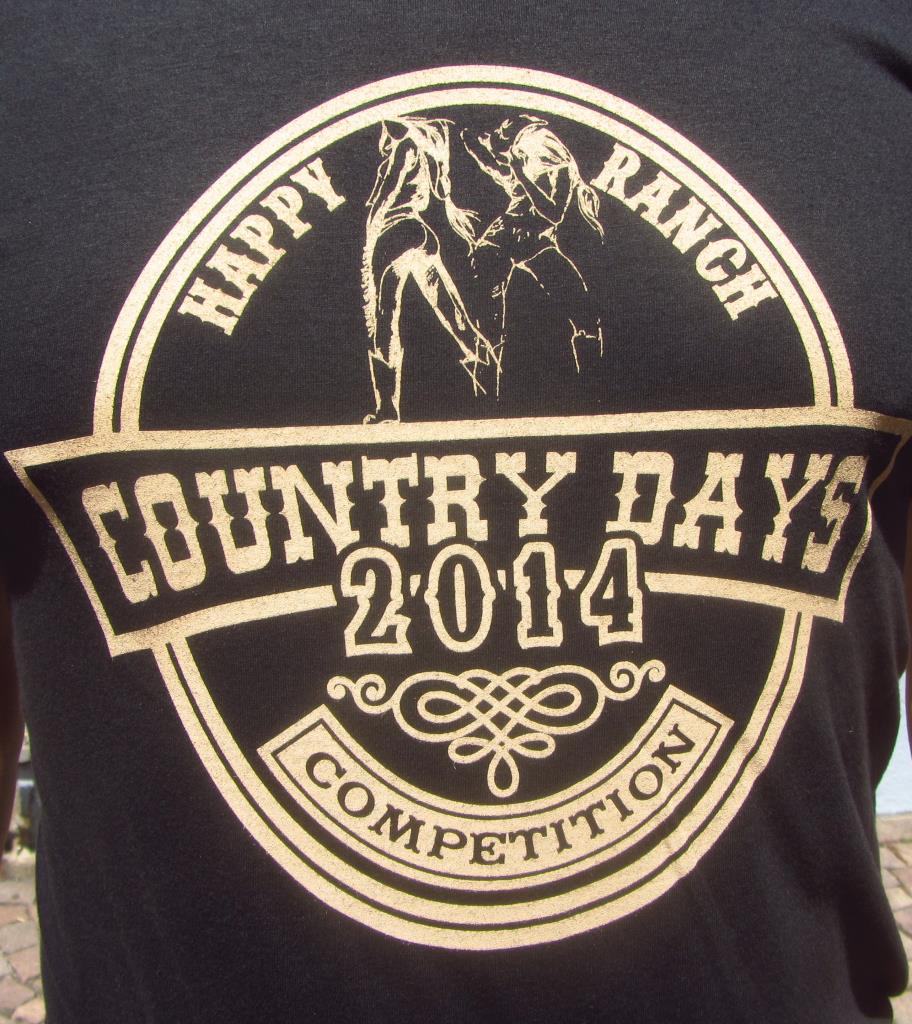 HAPPY RANCH
COUNTRY DAYS
2014
COMPETITION